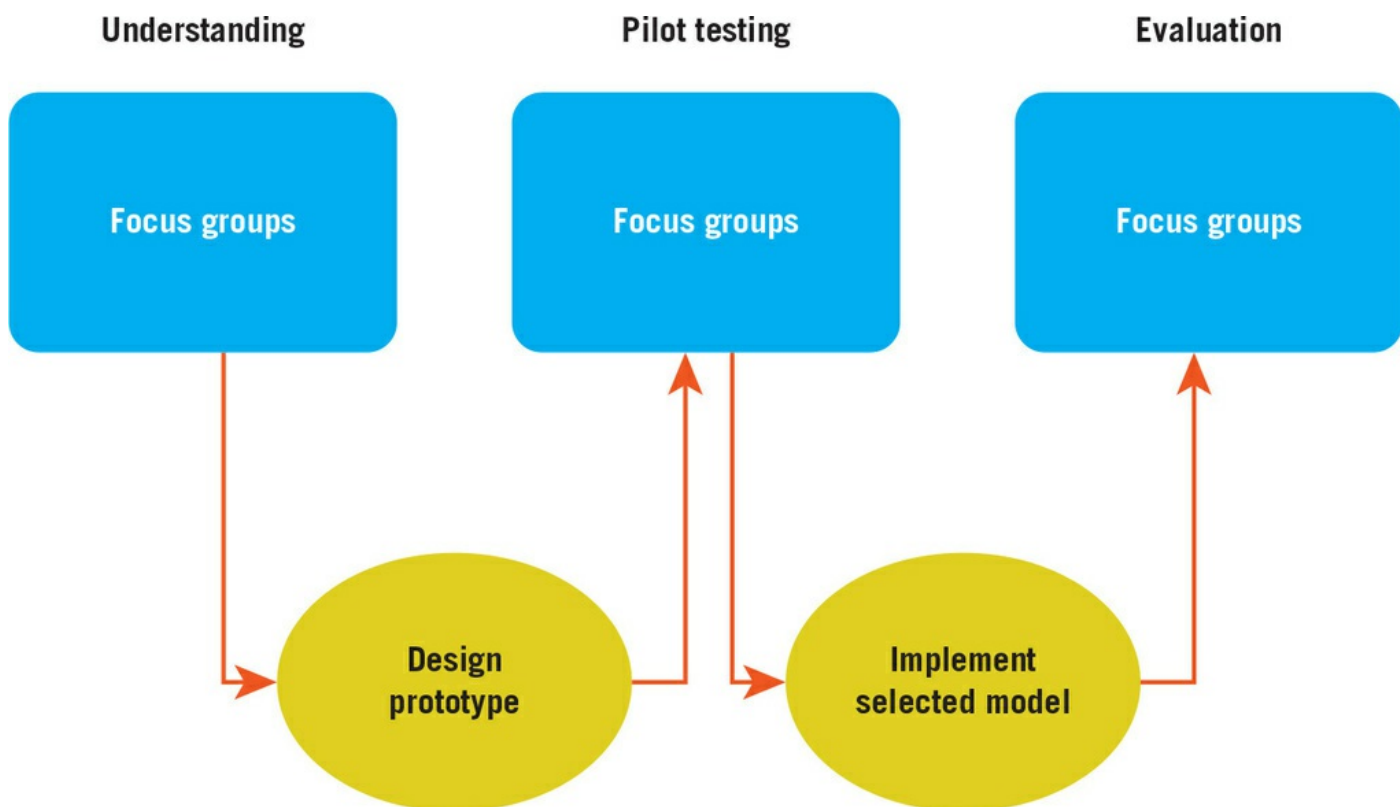 Understanding
Pilot testing
Evaluation
Focus groups
Focus groups
Focus groups
Design
prototype
Implement
selected model